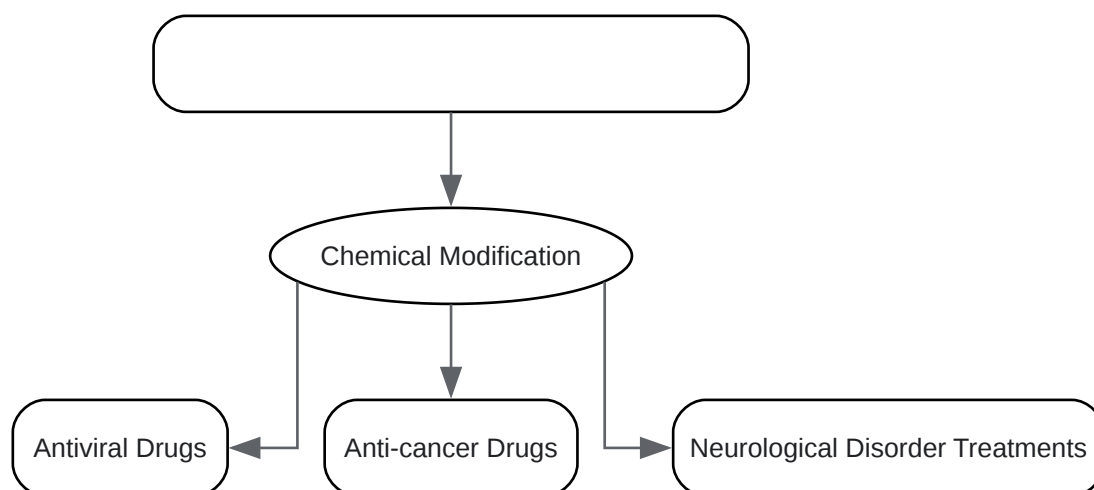 Chemical Modification
Antiviral Drugs
Anti-cancer Drugs
Neurological Disorder Treatments